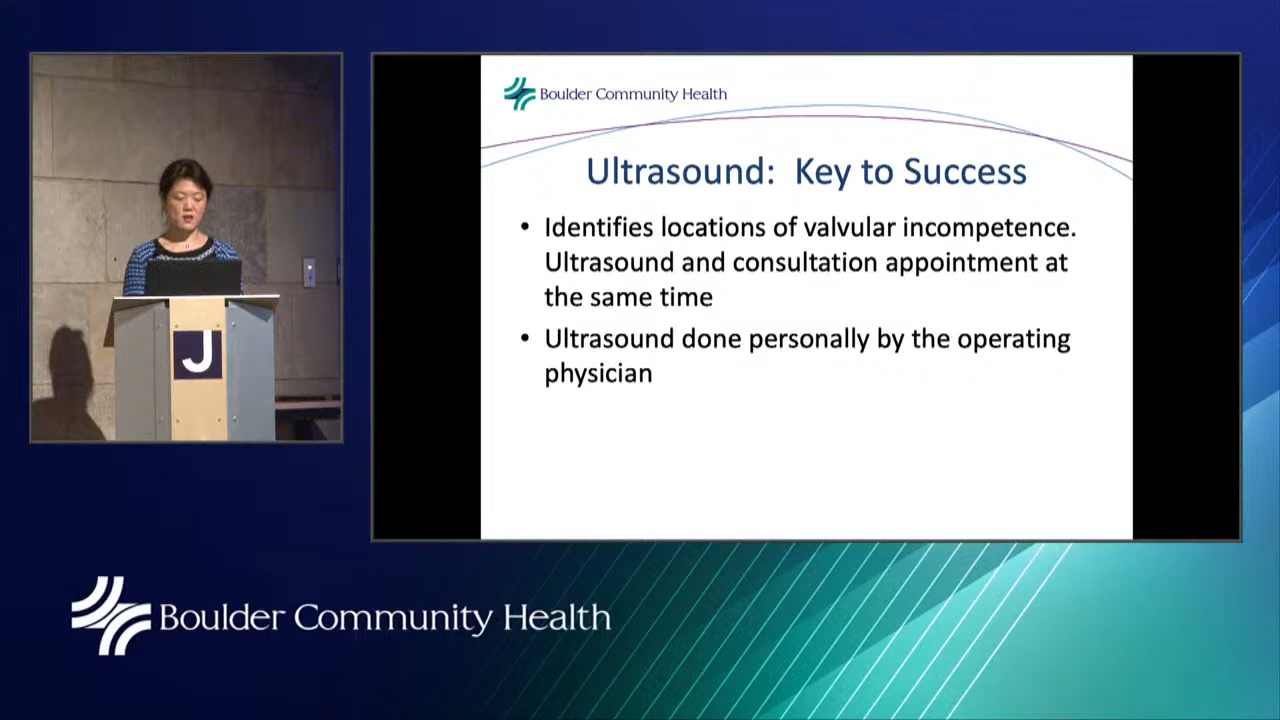 Boulder Community Health
Ultrasound: Key to Success
• Identifies locations of valvular incompetence.
Ultrasound and consultation appointment at
the same time
• Ultrasound done personally by the operating
physician
J
Boulder Community Health